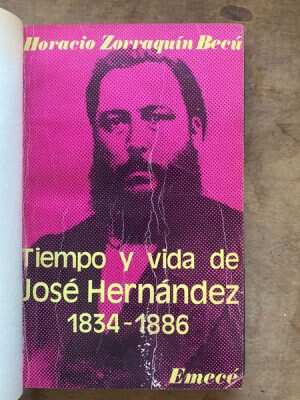 Horacio Zorraquín Becú
Tiempo y vida de
José Hernández
1834-1886
Emecé